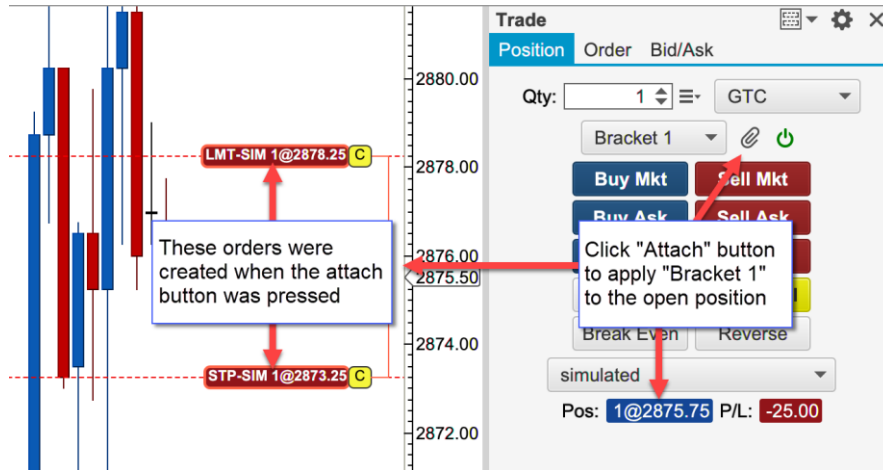 Trade
Position Order Bid/Ask
2880.00
Qty: 1 GTC
LMT-SIM 1@2878.25 C
2878.00
Bracket 1
Buy Mkt Sell Mkt
Buy Ask Sell Ask
These orders were
created when the attach
button was pressed
2876.00
2875.50
Click "Attach" button
to apply "Bracket 1"
to the open position
2874.00
Break Even Reverse
STP-SIM 1@2873.25 C
simulated
Pos: 1@2875.75 P/L: -25.00
2872.00